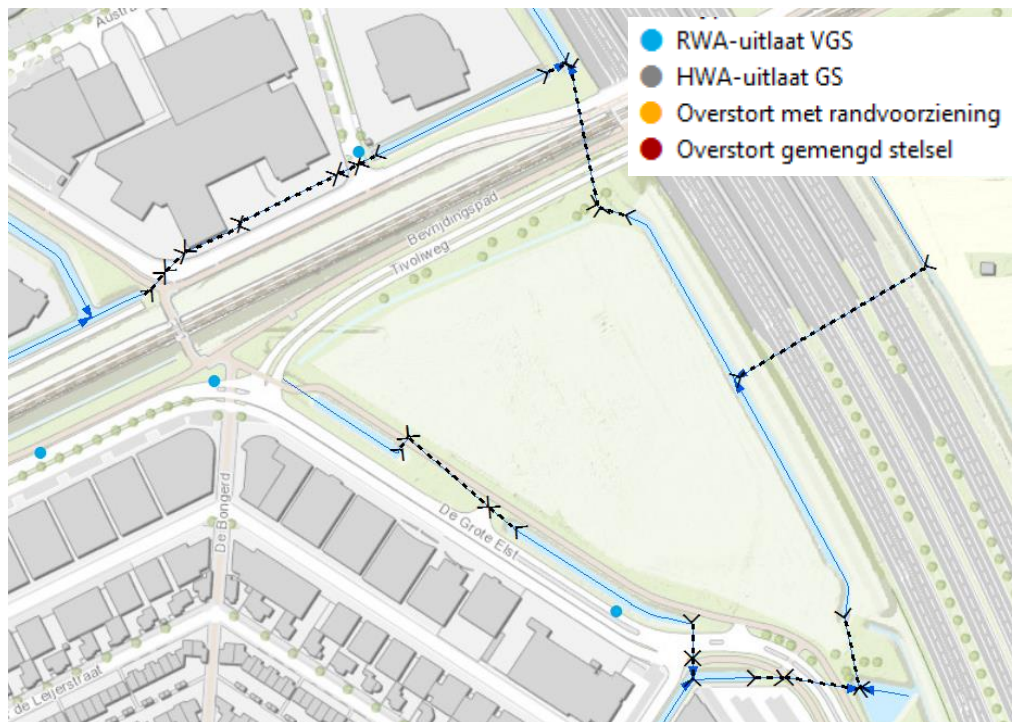 Austra
RWA-uitlaat VGS
HWA-uitlaat GS
Overstort met randvoorziening
Overstort gemengd stelsel
Bevrijdingspad
Tivoliweg
De Bongerd
De Grote Elst
de Leijerstraat